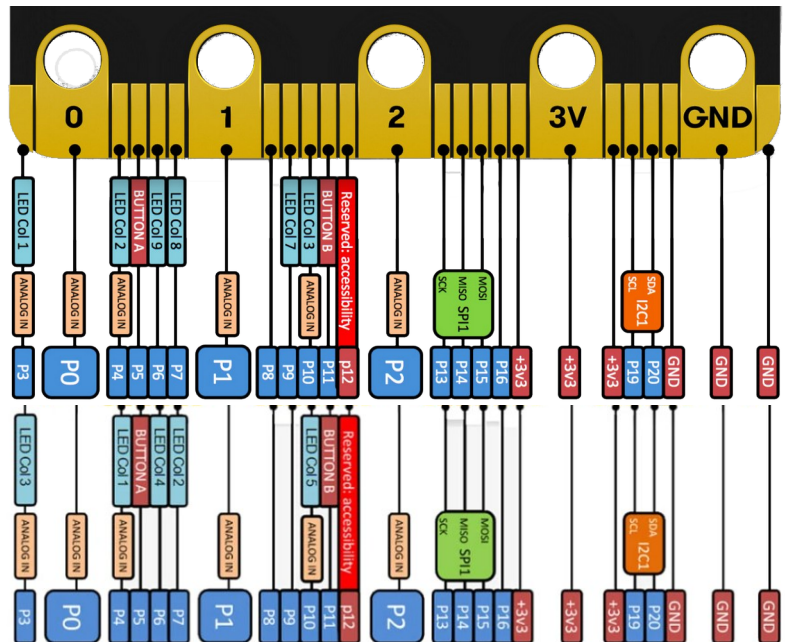 0
1
2
3V
GND
LED Col 1
LED Col 2
BUTTON A
LED Col 9
LED Col 8
LED Col 7
LED Col 3
BUTTON B
Reserved: accessibility
ANALOG IN
ANALOG IN
ANALOG IN
ANALOG IN
ANALOG IN
ANALOG IN
SCK
MISO
MOSI
SPI1
SCL
SDA
I2C1
P3
P0
P4
P5
P6
P7
P1
P8
P9
P10
P11
p12
P2
P13
P14
P15
P16
+3v3
+3v3
+3v3
P19
P20
GND
GND
GND
LED Col 3
LED Col 1
BUTTON A
LED Col 4
LED Col 2
LED Col 5
BUTTON B
Reserved: accessibility
ANALOG IN
ANALOG IN
ANALOG IN
ANALOG IN
ANALOG IN
ANALOG IN
SCK
MISO
MOSI
SPI1
SCL
SDA
I2C1
P3
P0
P4
P5
P6
P7
P1
P8
P9
P10
P11
p12
P2
P13
P14
P15
P16
+3v3
+3v3
+3v3
P19
P20
GND
GND
GND